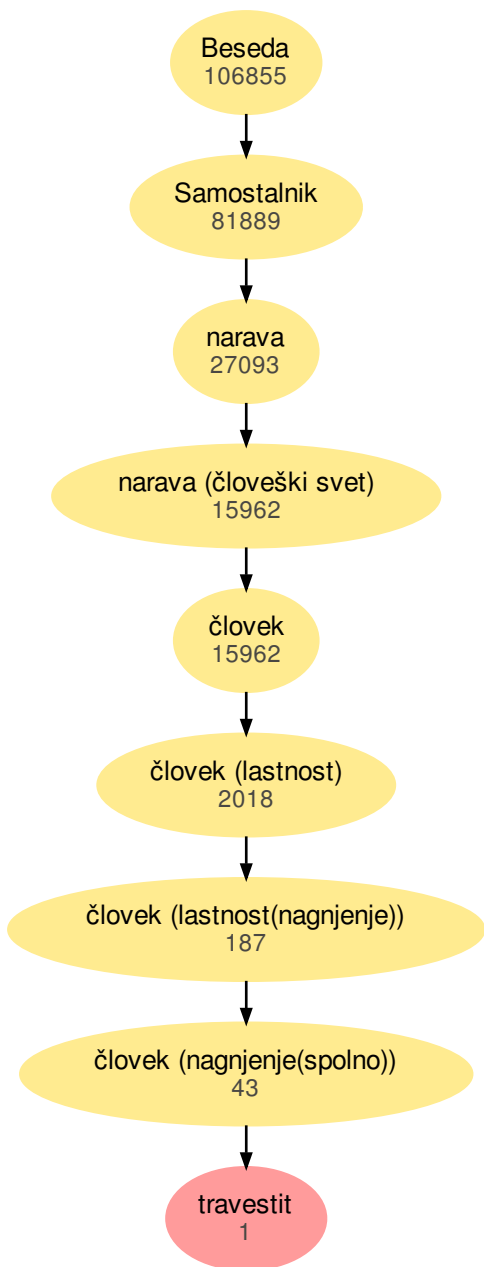 Beseda
106855
Samostalnik
81889
narava
27093
narava (človeški svet)
15962
človek
15962
človek (lastnost)
2018
človek (lastnost(nagnjenje))
187
človek (nagnjenje(spolno))
43
travestit
1